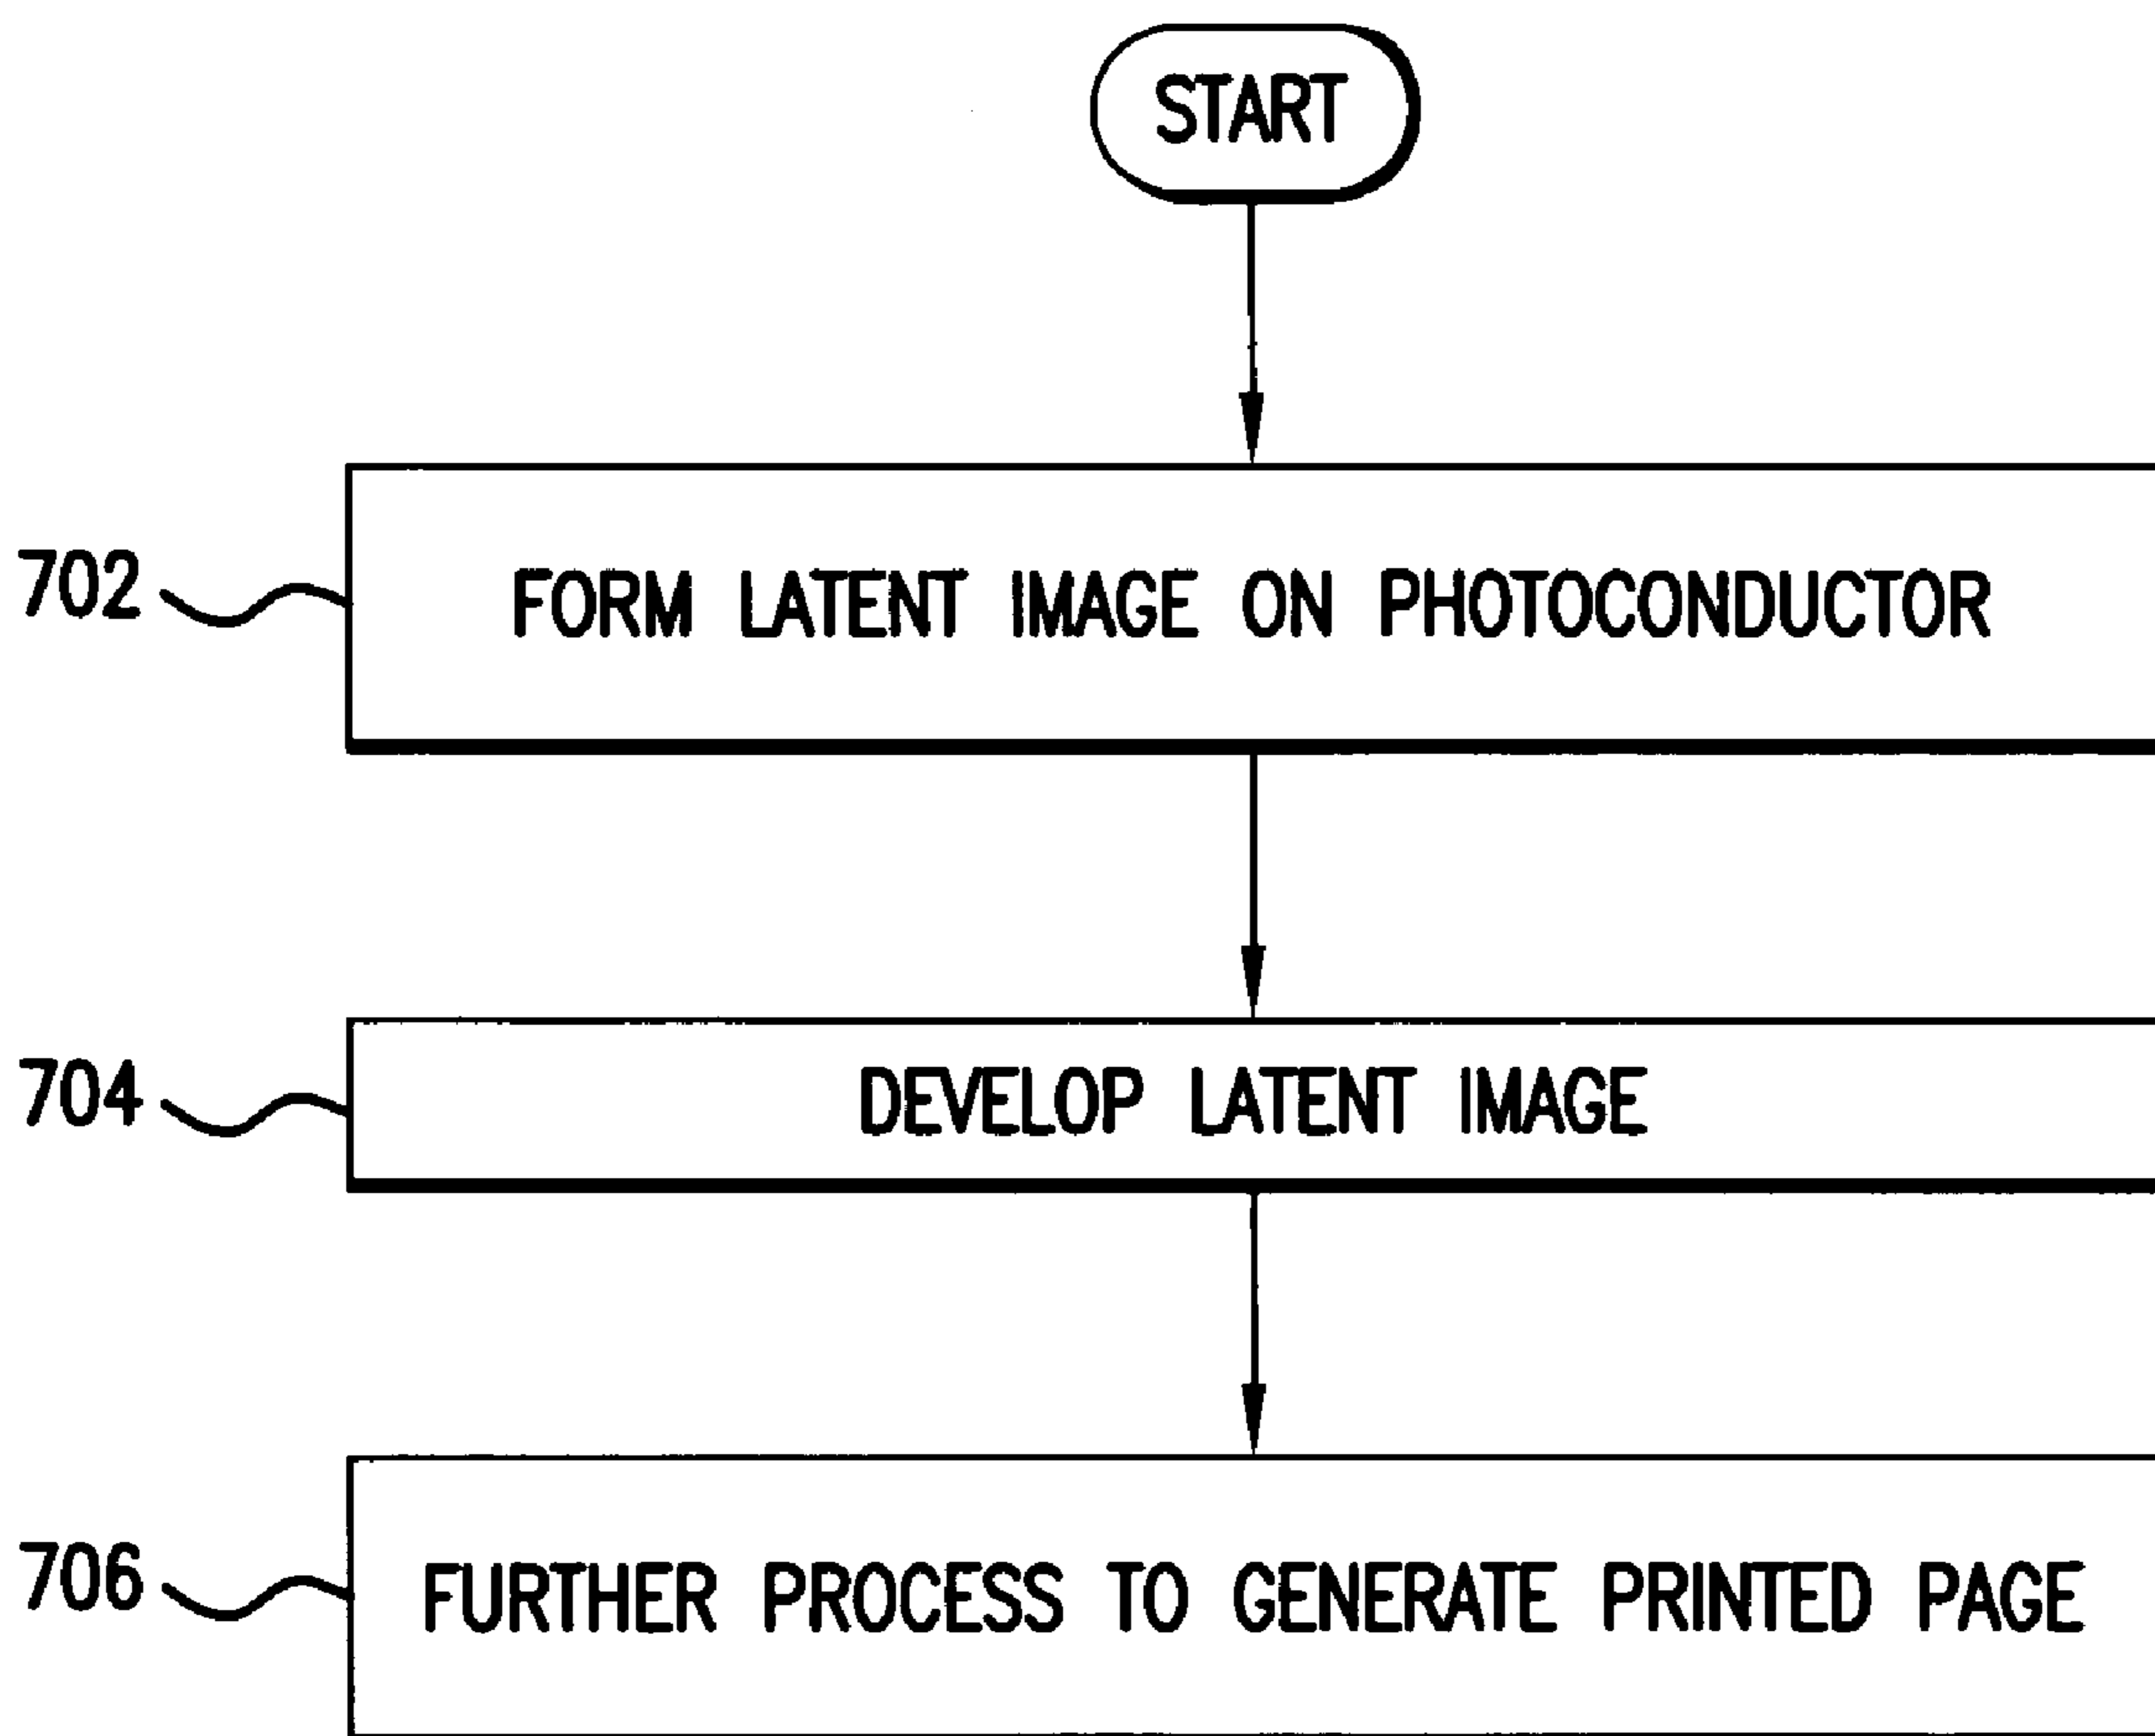 START
702
FORM LATENT IMAGE ON PHOTOCONDUCTOR
704
DEVELOP LATENT IMAGE
706
FURTHER PROCESS TO GENERATE PRINTED PAGE